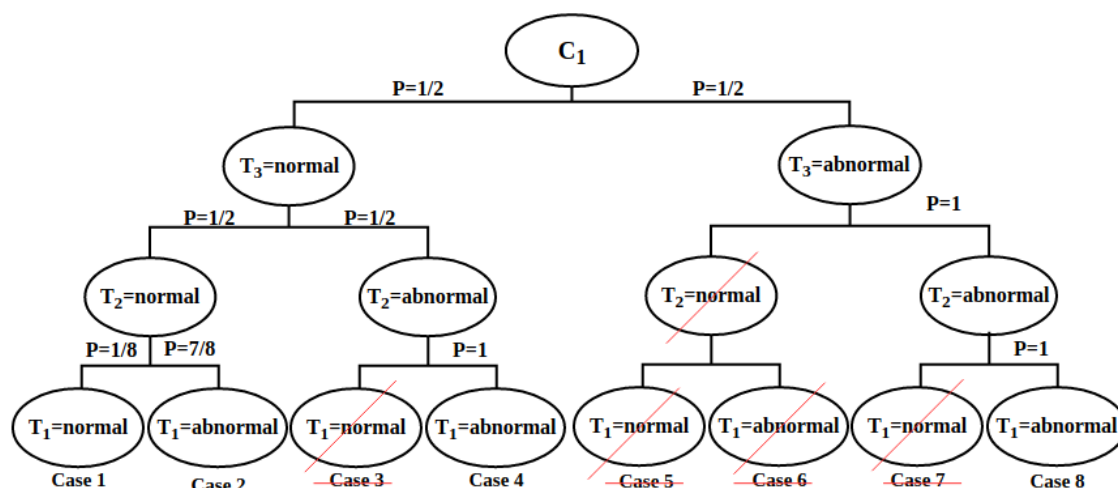 C1
P=1/2 P=1/2
T3=normal T3=abnormal
P=1/2 P=1/2 P=1
T2=normal T2=abnormal T2=normal T2=abnormal
P=1/8 P=7/8 P=1 P=1
T1=normal T1=abnormal T1=normal T1=abnormal T1=normal T1=abnormal T1=normal T1=abnormal
Case 1 Case 2 Case 3 Case 4 Case 5 Case 6 Case 7 Case 8